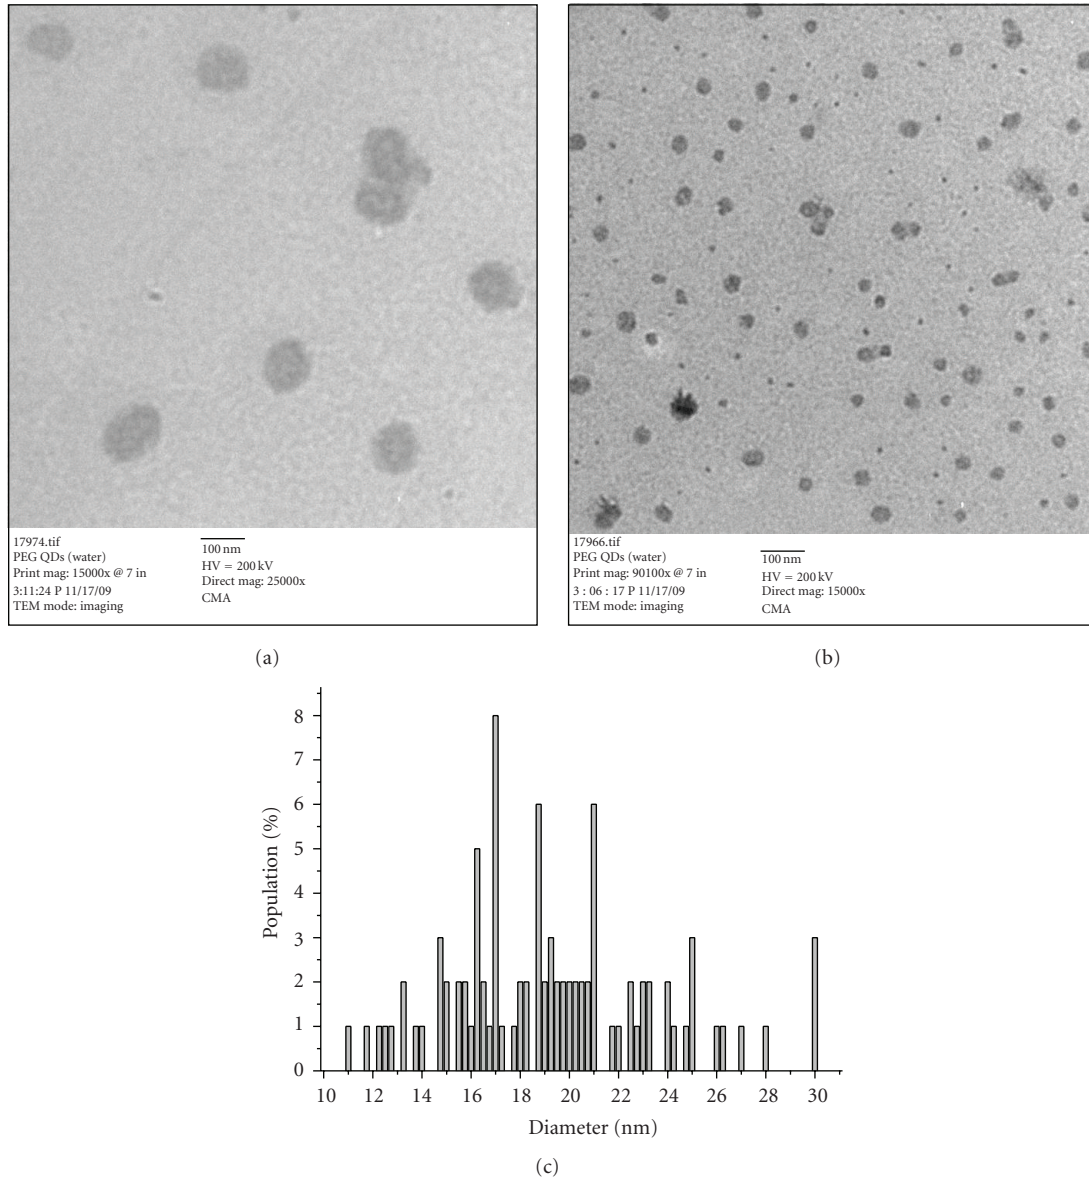 17974.tif
PEG QDs (water)
Print mag: 15000x @ 7 in
3:11:24 P 11/17/09
TEM mode: imaging
100 nm
HV = 200 kV
Direct mag: 25000x
CMA
(a)
17966.tif
PEG QDs (water)
Print mag: 90100x @ 7 in
3 : 06 : 17 P 11/17/09
TEM mode: imaging
100 nm
HV = 200 kV
Direct mag: 15000x
CMA
(b)
Population (%)
8
7
6
5
4
3
2
1
0
10 12 14 16 18 20 22 24 26 28 30
Diameter (nm)
(c)